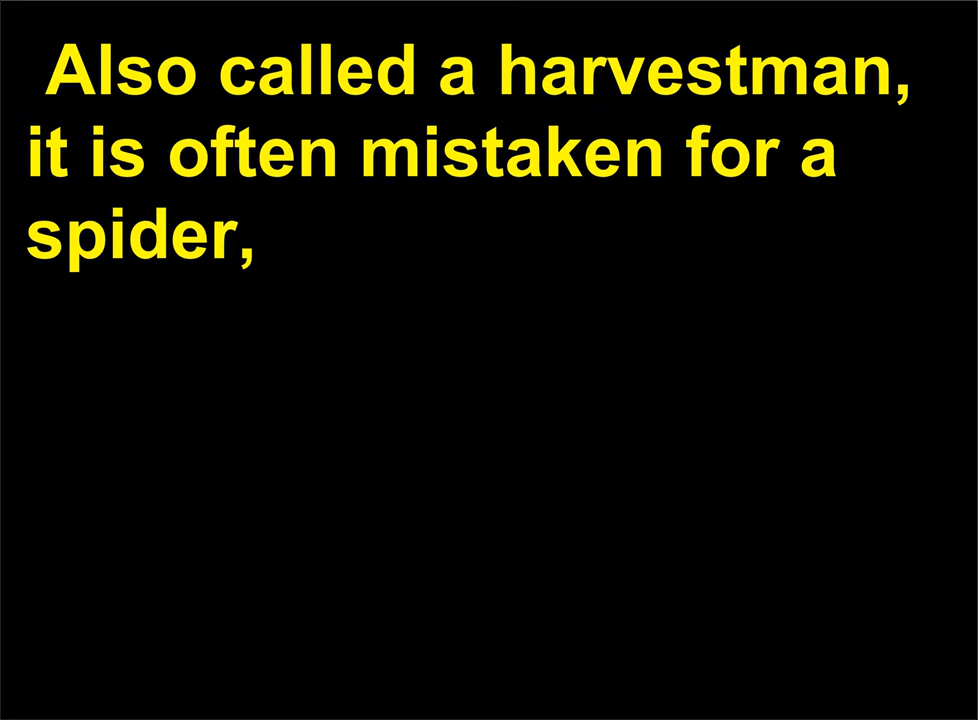 Also called a harvestman,
it is often mistaken for a
spider,